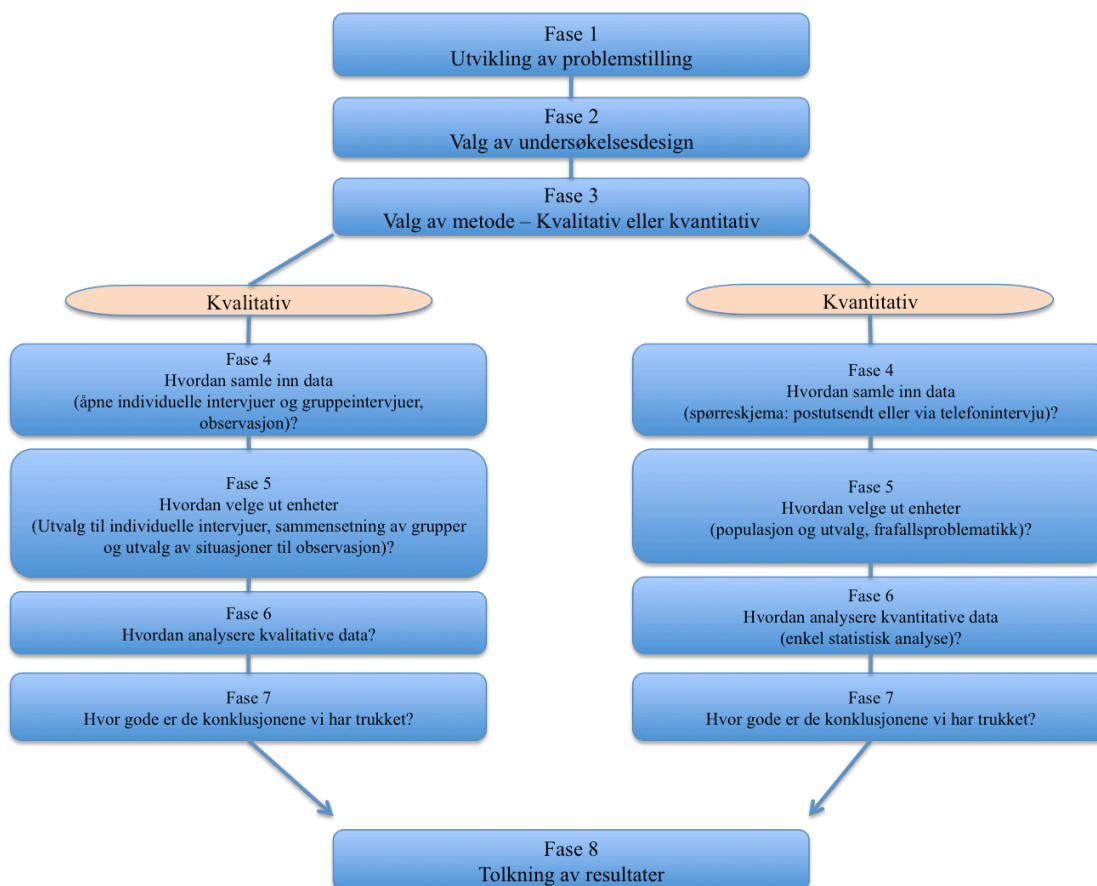 Fase 1
Utvikling av problemstilling
Fase 2
Valg av undersøkelsesdesign
Fase 3
Valg av metode – Kvalitativ eller kvantitativ
Kvalitativ
Fase 4
Hvordan samle inn data
(åpne individuelle intervjuer og gruppeintervjuer,
observasjon)?
Fase 5
Hvordan velge ut enheter
(Utvalg til individuelle intervjuer, sammensetning av grupper
og utvalg av situasjoner til observasjon)?
Fase 6
Hvordan analysere kvalitative data?
Fase 7
Hvor gode er de konklusjonene vi har trukket?
Kvantitativ
Fase 4
Hvordan samle inn data
(spørreskjema: postutsendt eller via telefonintervju)?
Fase 5
Hvordan velge ut enheter
(populasjon og utvalg, frafallsproblematikk)?
Fase 6
Hvordan analysere kvantitative data
(enkel statistisk analyse)?
Fase 7
Hvor gode er de konklusjonene vi har trukket?
Fase 8
Tolkning av resultater